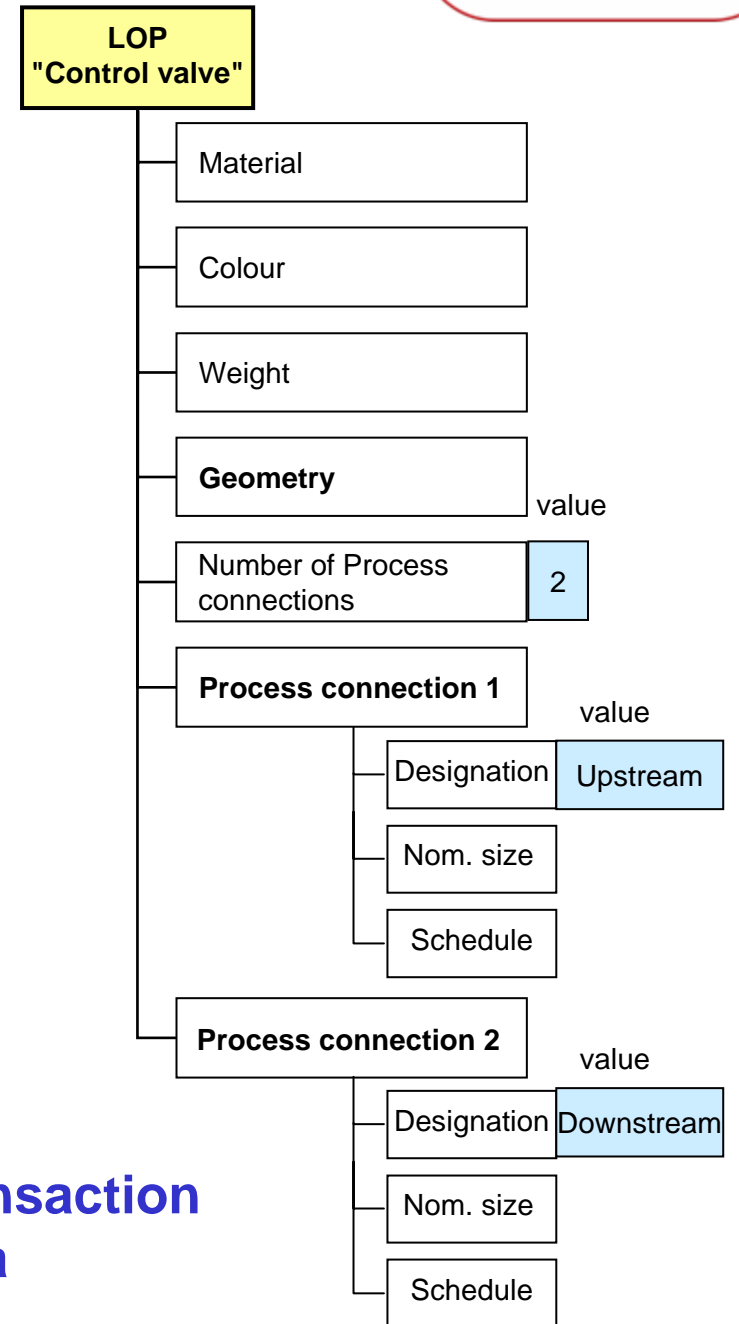 LOP
"Control valve"
Material
Colour
Weight
Geometry
value
Number of Process
connections
2
Process connection 1
value
Designation
Upstream
Nom. size
Schedule
Process connection 2
value
Designation
Downstream
Nom. size
Schedule